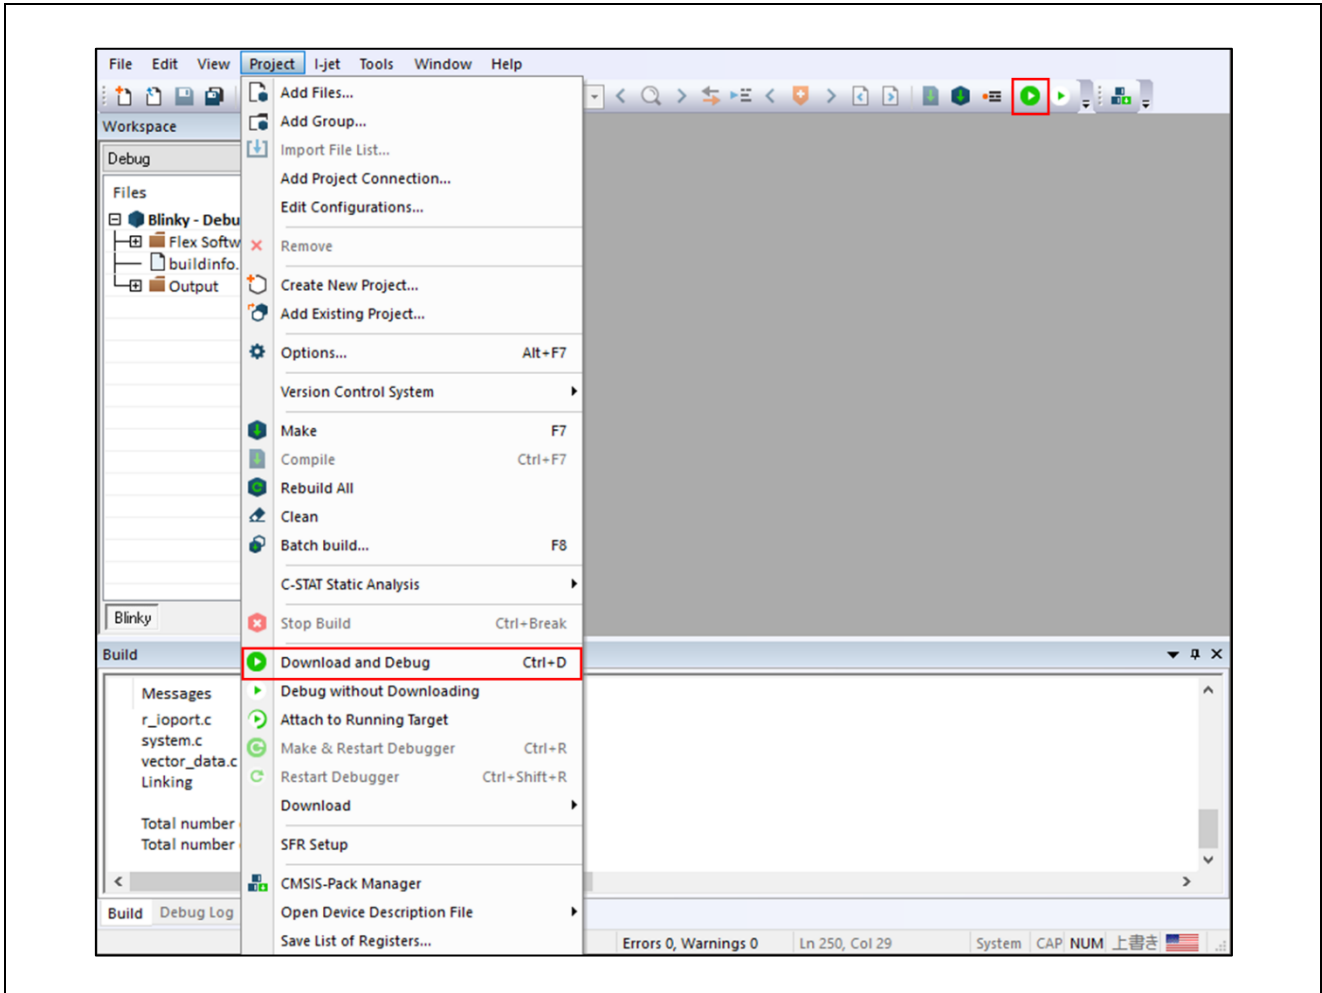 File Edit View Project I-jet Tools Window Help
Workspace
Debug
Files
Blinky - Debu
Flex Softw
buildinfo.
Output
Blinky
Add Files...
Add Group...
Import File List...
Add Project Connection...
Edit Configurations...
Remove
Create New Project...
Add Existing Project...
Options... Alt+F7
Version Control System
Make F7
Compile Ctrl+F7
Rebuild All
Clean
Batch build... F8
C-STAT Static Analysis
Stop Build Ctrl+Break
Download and Debug Ctrl+D
Debug without Downloading
Attach to Running Target
Make & Restart Debugger Ctrl+R
Restart Debugger Ctrl+Shift+R
Download
SFR Setup
CMSIS-Pack Manager
Open Device Description File
Save List of Registers...
Build
Messages
r_ioport.c
system.c
vector_data.c
Linking
Total number
Total number
Build Debug Log
Errors 0, Warnings 0 Ln 250, Col 29 System CAP NUM 上書き